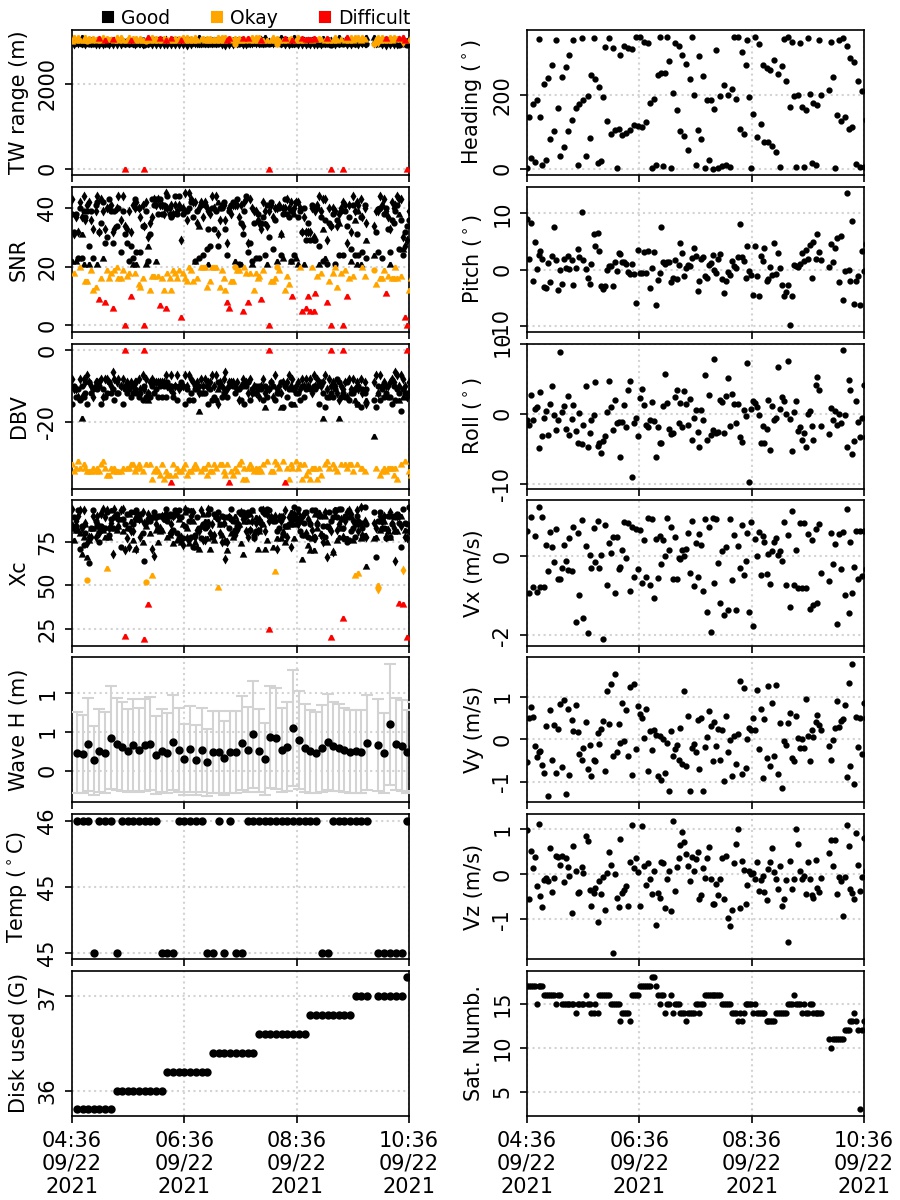 Good Okay Difficult
TW range (m)
2000
0
SNR
40
20
0
DBV
0
-20
Xc
75
50
25
Wave H (m)
1
1
0
Temp (°C)
46
45
45
Disk used (G)
37
36
04:36 06:36 08:36 10:36
09/22 09/22 09/22 09/22
2021 2021 2021 2021
Heading (°)
200
0
Pitch (°)
10
0
-10
Roll (°)
10
0
-10
Vx (m/s)
0
-2
Vy (m/s)
1
0
-1
Vz (m/s)
1
0
-1
Sat. Numb.
15
10
5
04:36 06:36 08:36 10:36
09/22 09/22 09/22 09/22
2021 2021 2021 2021